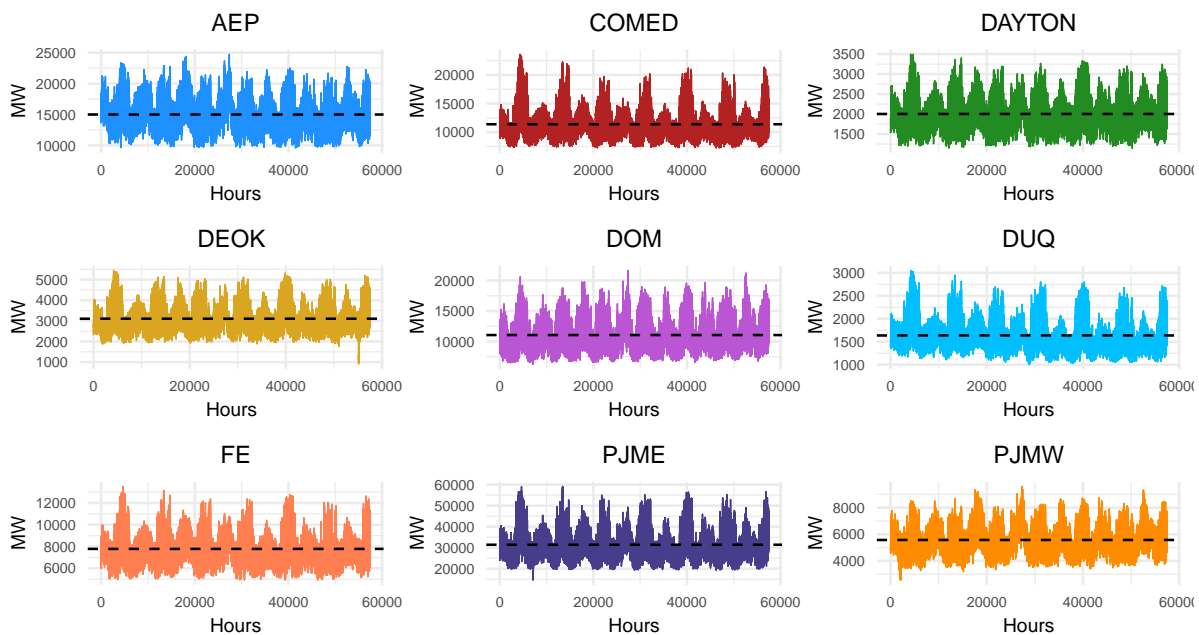 AEP
MW
25000
20000
15000
10000
0
20000
40000
60000
Hours
COMED
MW
20000
15000
10000
0
20000
40000
60000
Hours
DAYTON
MW
3500
3000
2500
2000
1500
0
20000
40000
60000
Hours
DEOK
MW
5000
4000
3000
2000
1000
0
20000
40000
60000
Hours
DOM
MW
20000
15000
10000
0
20000
40000
60000
Hours
DUQ
MW
3000
2500
2000
1500
1000
0
20000
40000
60000
Hours
FE
MW
12000
10000
8000
6000
0
20000
40000
60000
Hours
PJME
MW
60000
50000
40000
30000
20000
0
20000
40000
60000
Hours
PJMW
MW
8000
6000
4000
0
20000
40000
60000
Hours